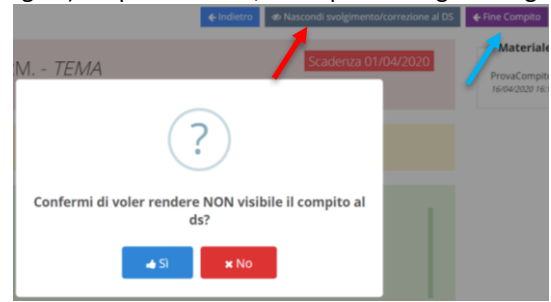 Indietro
Nascondi svolgimento/correzione al DS
Fine Compito
Materiale
M. - TEMA
Scadenza 01/04/2020
ProvaCompito
16/04/2020 16:
?
Confermi di voler rendere NON visibile il compito al
ds?
Sì
No